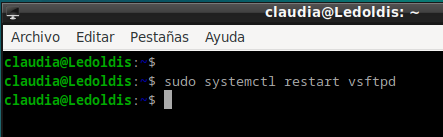 claudia@Ledoldis: ~
Archivo Editar Pestañas Ayuda
claudia@Ledoldis:~$
claudia@Ledoldis:~$ sudo systemctl restart vsftpd
claudia@Ledoldis:~$